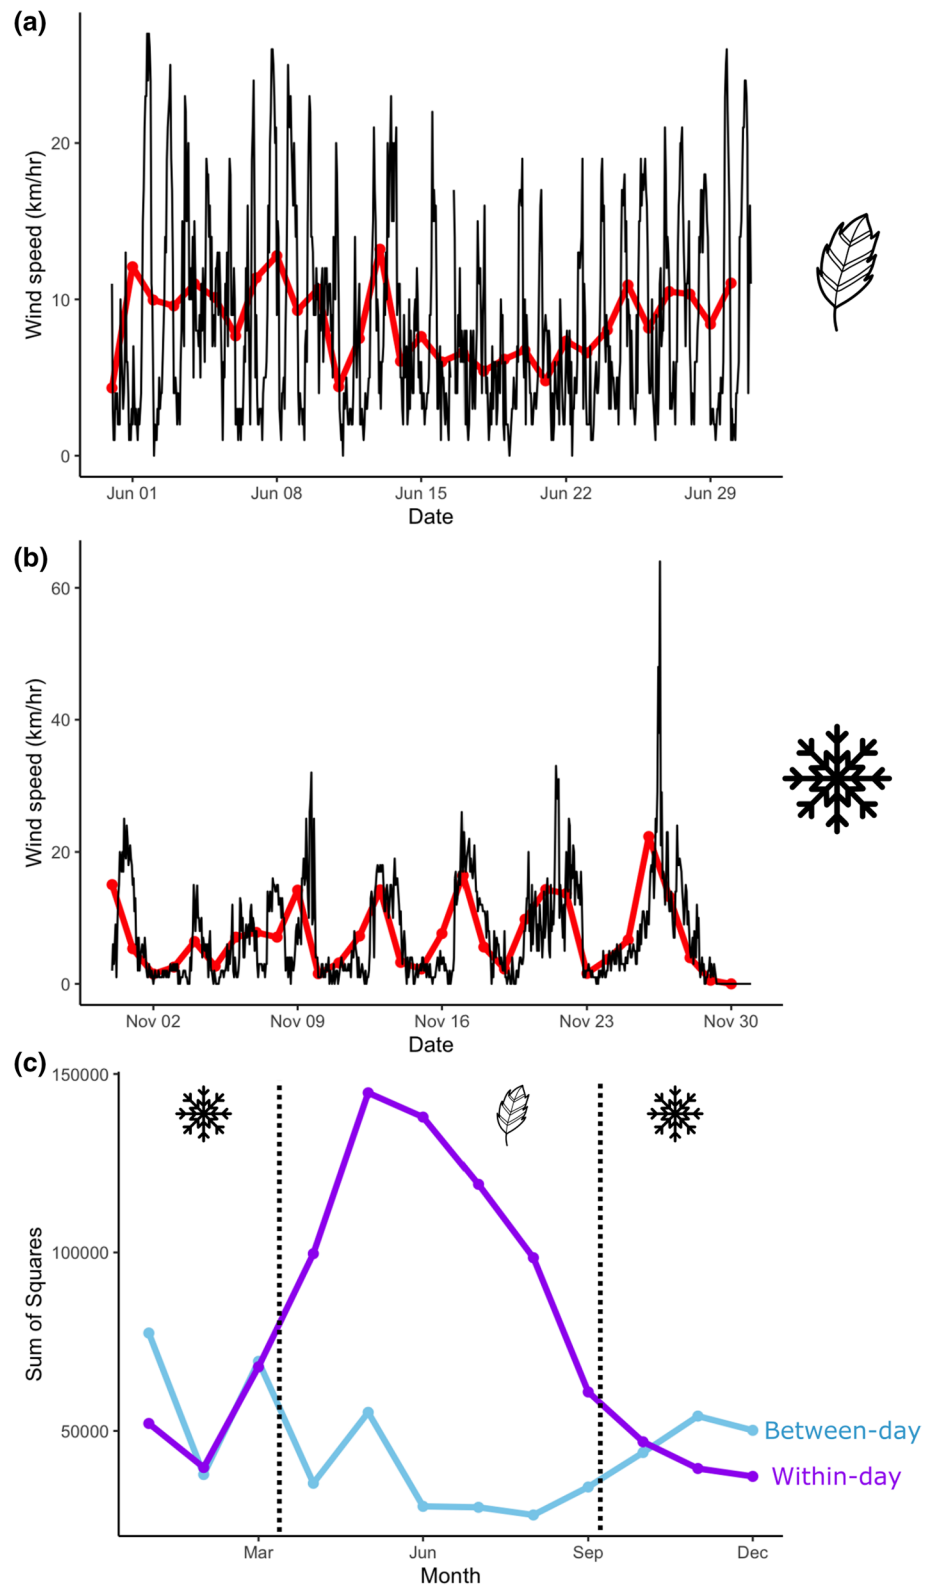 (a)
20
10
0
Wind speed (km/hr)
Jun 01 Jun 08 Jun 15 Jun 22 Jun 29
Date
(b)
60
40
20
0
Wind speed (km/hr)
Nov 02 Nov 09 Nov 16 Nov 23 Nov 30
Date
(c)
150000
100000
50000
Sum of Squares
Between-day
Within-day
Mar Jun Sep Dec
Month